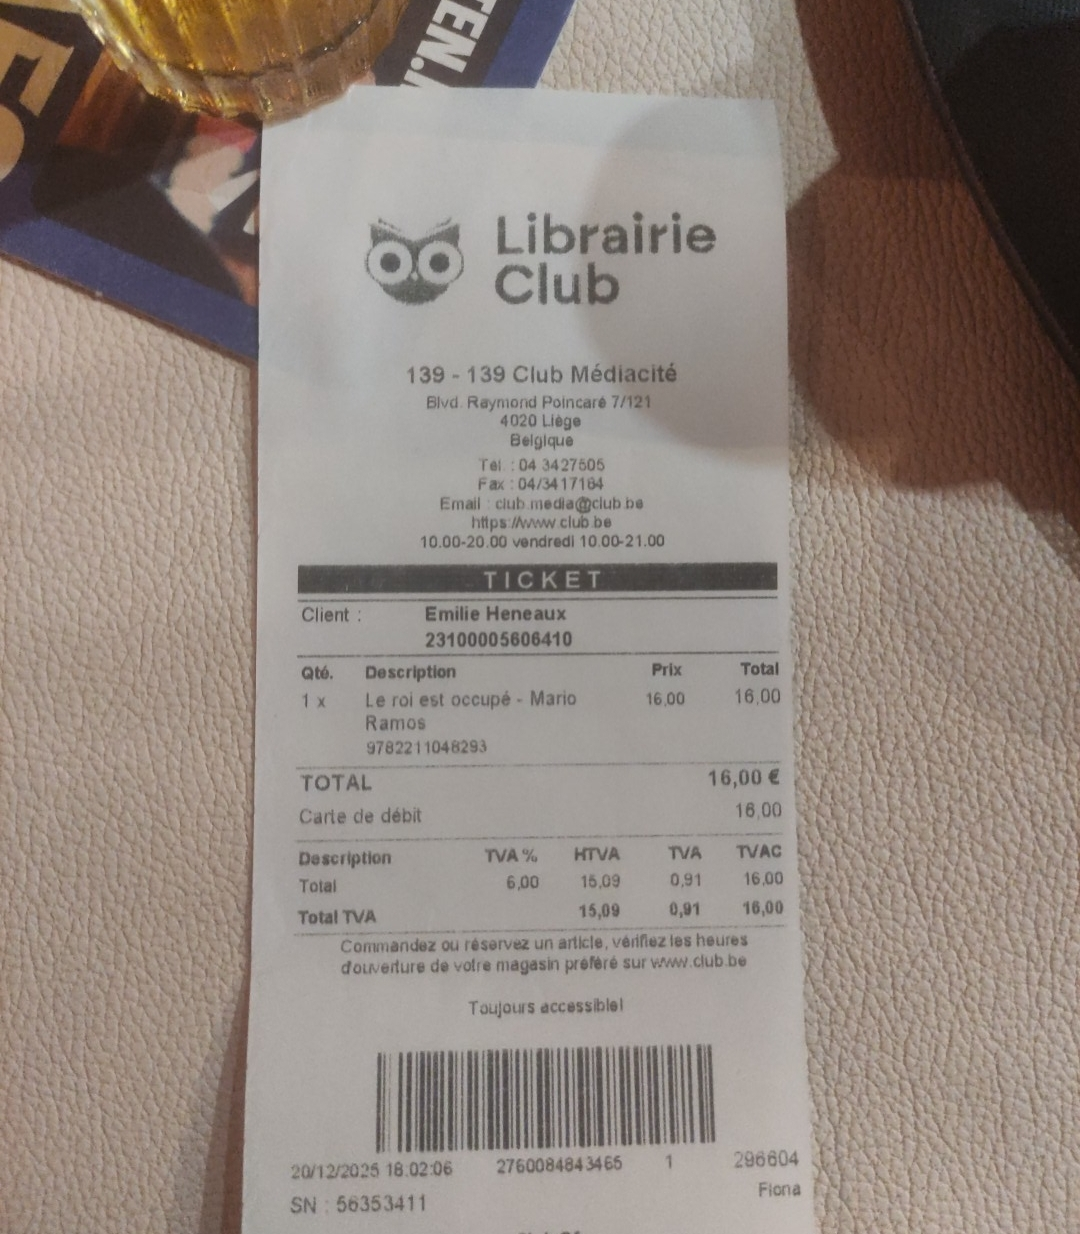 TEN.
Librairie
Club
139 - 139 Club Médiacité
Blvd. Raymond Poincaré 7/121
4020 Liège
Belgique
Tél. : 04 3427505
Fax : 04/3417164
Email : club.media@club.be
https://www.club.be
10.00-20.00 vendredi 10.00-21.00
TICKET
Client : Emilie Heneaux
23100005606410
Qté. Description Prix Total
1 x Le roi est occupé - Mario 16,00 16,00
Ramos
9782211048293
TOTAL 16,00 €
Carte de débit 16,00
Description TVA % HTVA TVA TVAC
Total 6,00 15,09 0,91 16,00
Total TVA 15,09 0,91 16,00
Commandez ou réservez un article, vérifiez les heures
d'ouverture de votre magasin préféré sur www.club.be
Toujours accessible!
20/12/2025 18:02:06 2760084843465 1 296604
SN : 56353411 Fiona